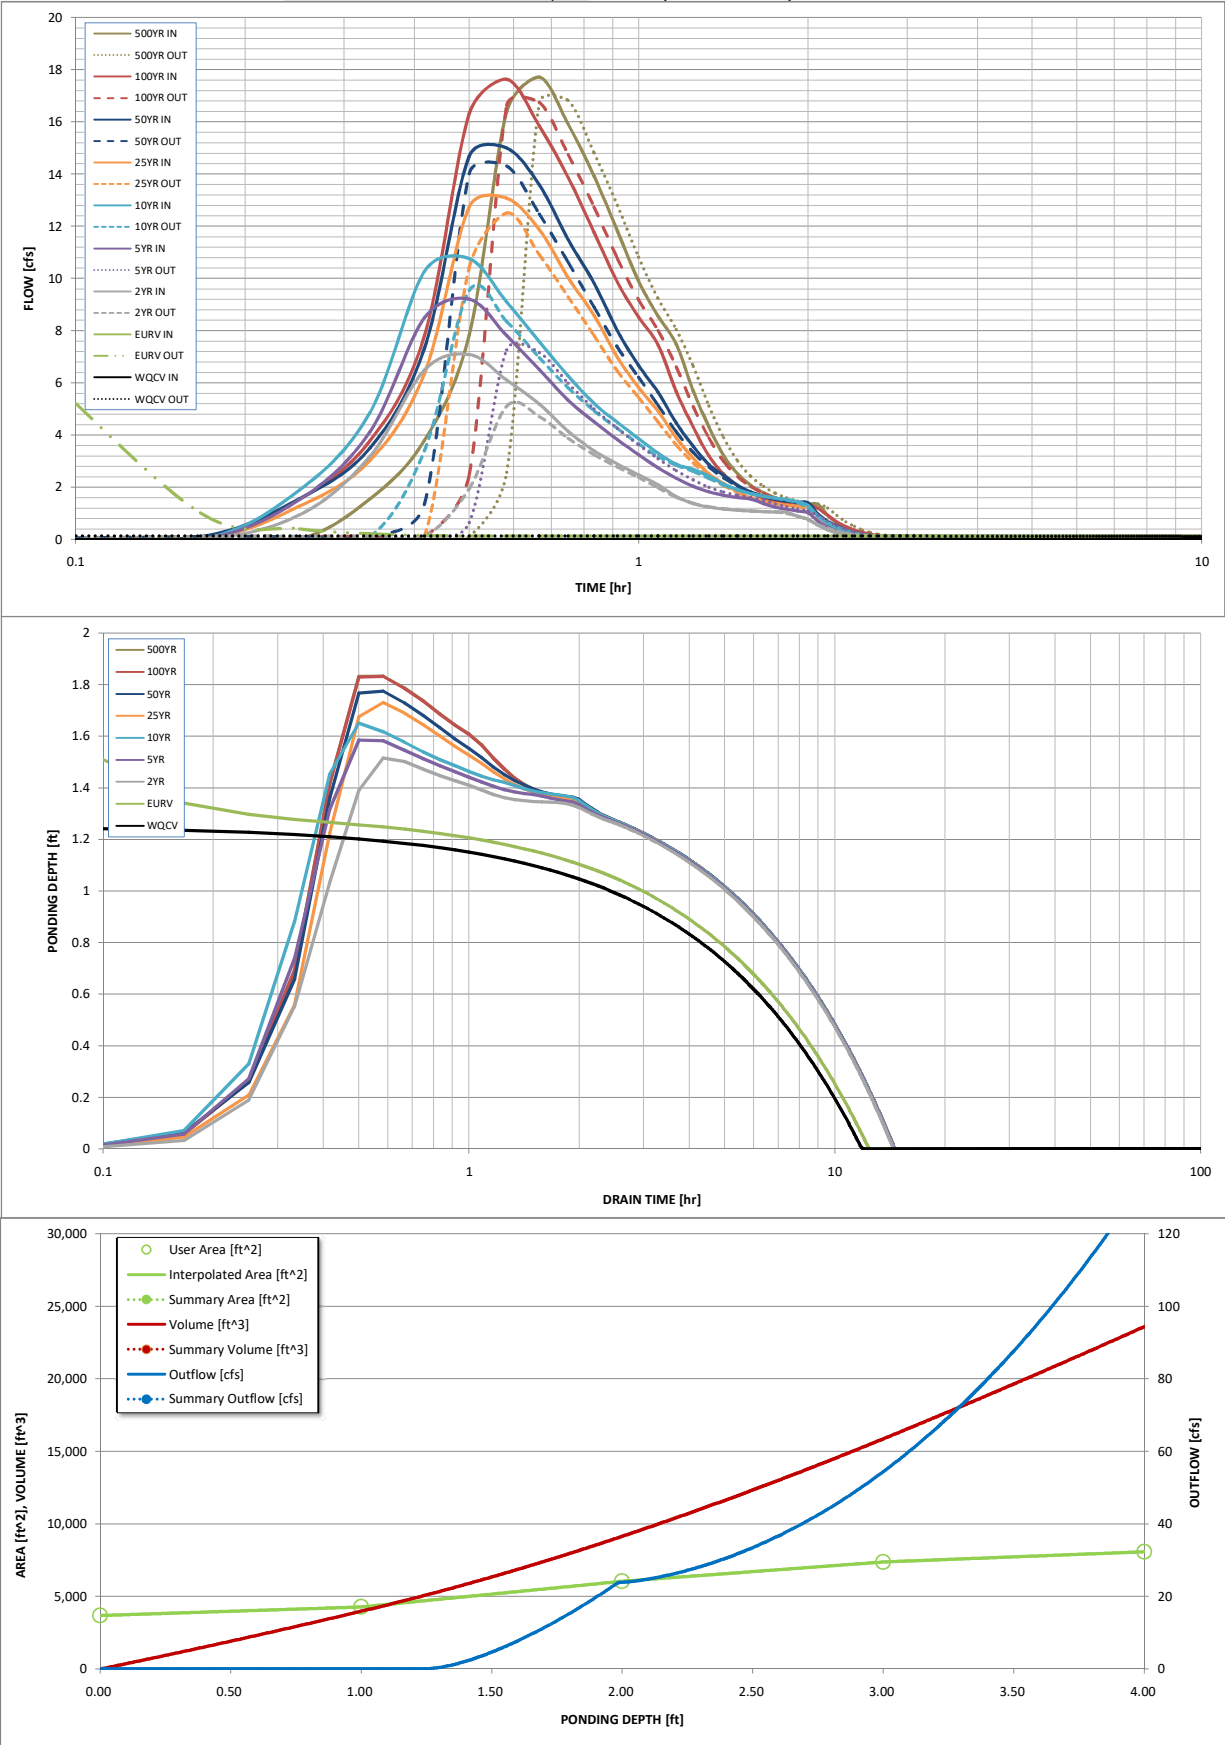 20
18
16
14
12
10
8
6
4
2
0
FLOW [cfs]
500YR IN
500YR OUT
100YR IN
100YR OUT
50YR IN
50YR OUT
25YR IN
25YR OUT
10YR IN
10YR OUT
5YR IN
5YR OUT
2YR IN
2YR OUT
EURV IN
EURV OUT
WQCV IN
WQCV OUT
0.1 1 10
TIME [hr]
2
1.8
1.6
1.4
1.2
1
0.8
0.6
0.4
0.2
0
PONDING DEPTH [ft]
500YR
100YR
50YR
25YR
10YR
5YR
2YR
EURV
WQCV
0.1 1 10 100
DRAIN TIME [hr]
30,000
25,000
20,000
15,000
10,000
5,000
0
AREA [ft^2], VOLUME [ft^3]
User Area [ft^2]
Interpolated Area [ft^2]
Summary Area [ft^2]
Volume [ft^3]
Summary Volume [ft^3]
Outflow [cfs]
Summary Outflow [cfs]
120
100
80
60
40
20
0
OUTFLOW [cfs]
0.00 0.50 1.00 1.50 2.00 2.50 3.00 3.50 4.00
PONDING DEPTH [ft]